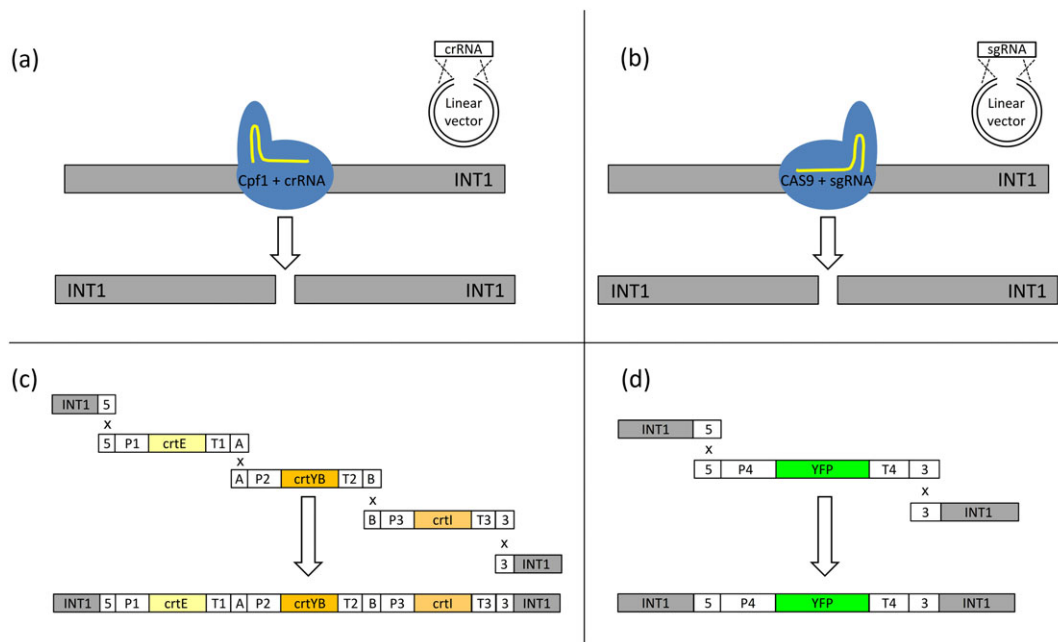 (a)
crRNA
Linear
vector
Cpf1 + crRNA
INT1
INT1
INT1
(b)
sgRNA
Linear
vector
CAS9 + sgRNA
INT1
INT1
INT1
(c)
INT1 5
x
5 P1 crtE T1 A
x
A P2 crtYB T2 B
x
B P3 crtI T3 3
x
3 INT1
INT1 5 P1 crtE T1 A P2 crtYB T2 B P3 crtI T3 3 INT1
(d)
INT1 5
x
5 P4 YFP T4 3
x
3 INT1
INT1 5 P4 YFP T4 3 INT1